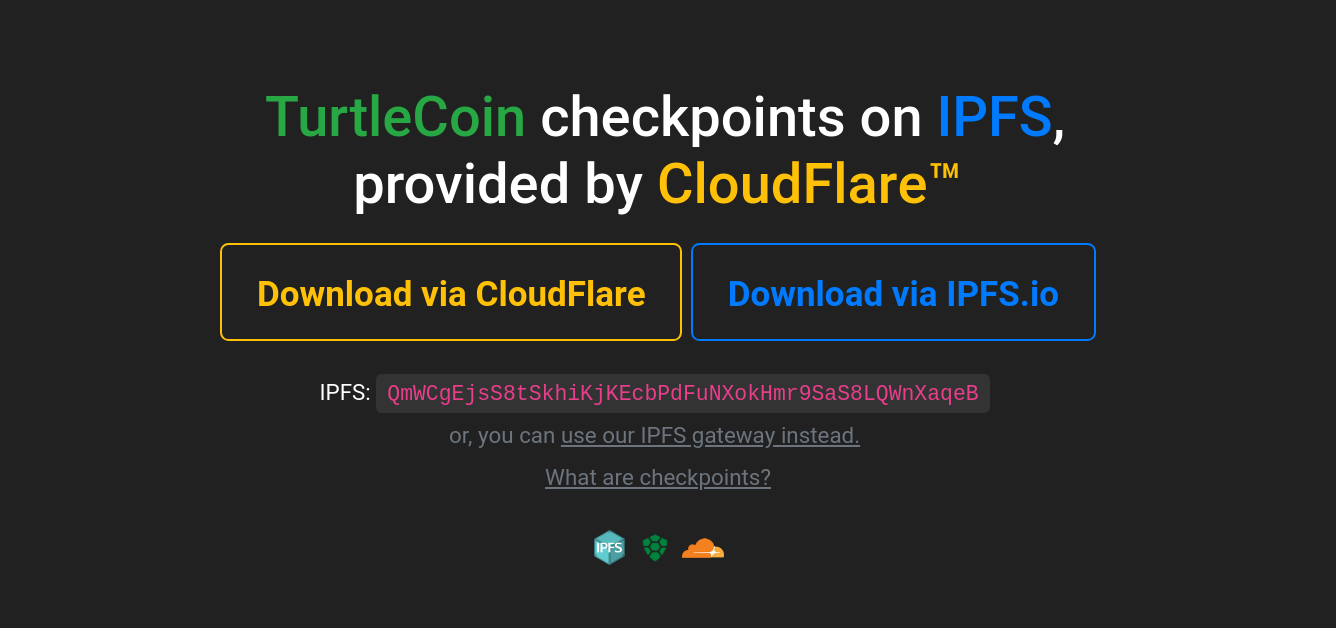 TurtleCoin checkpoints on IPFS,
provided by CloudFlare™
Download via CloudFlare
Download via IPFS.io
IPFS: QmWCgEjsS8tSkhiKjKEcbPdFuNXokHmr9SaS8LQWnXaqeB
or, you can use our IPFS gateway instead.
What are checkpoints?
IPFS